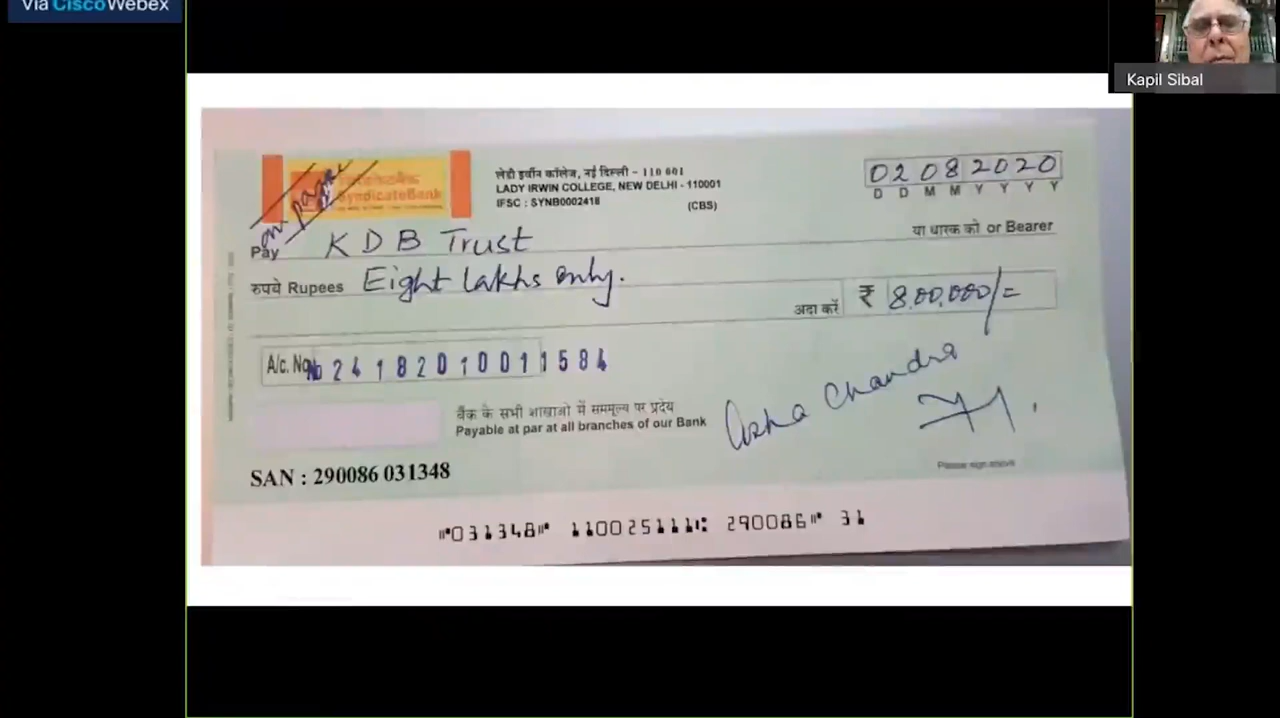 Via Cisco Webex
Kapil Sibal
SyndicateBank
लेडी इर्विन कॉलेज, नई दिल्ली - 110 001
LADY IRWIN COLLEGE, NEW DELHI - 110001
IFSC : SYNB0002418
(CBS)
02082020
D D M M Y Y Y Y
Pay K D B Trust
या धारक को or Bearer
रुपये Rupees Eight lakhs only.
अदा करें ₹ 8,00,000/=
A/c. No. 24182010011584
बैंक के सभी शाखाओ में सममूल्य पर प्रदेय
Payable at par at all branches of our Bank
Asha Chandra
Please sign above
SAN : 290086 031348
⑈031348⑈ 110025111⑆ 290086⑈ 31